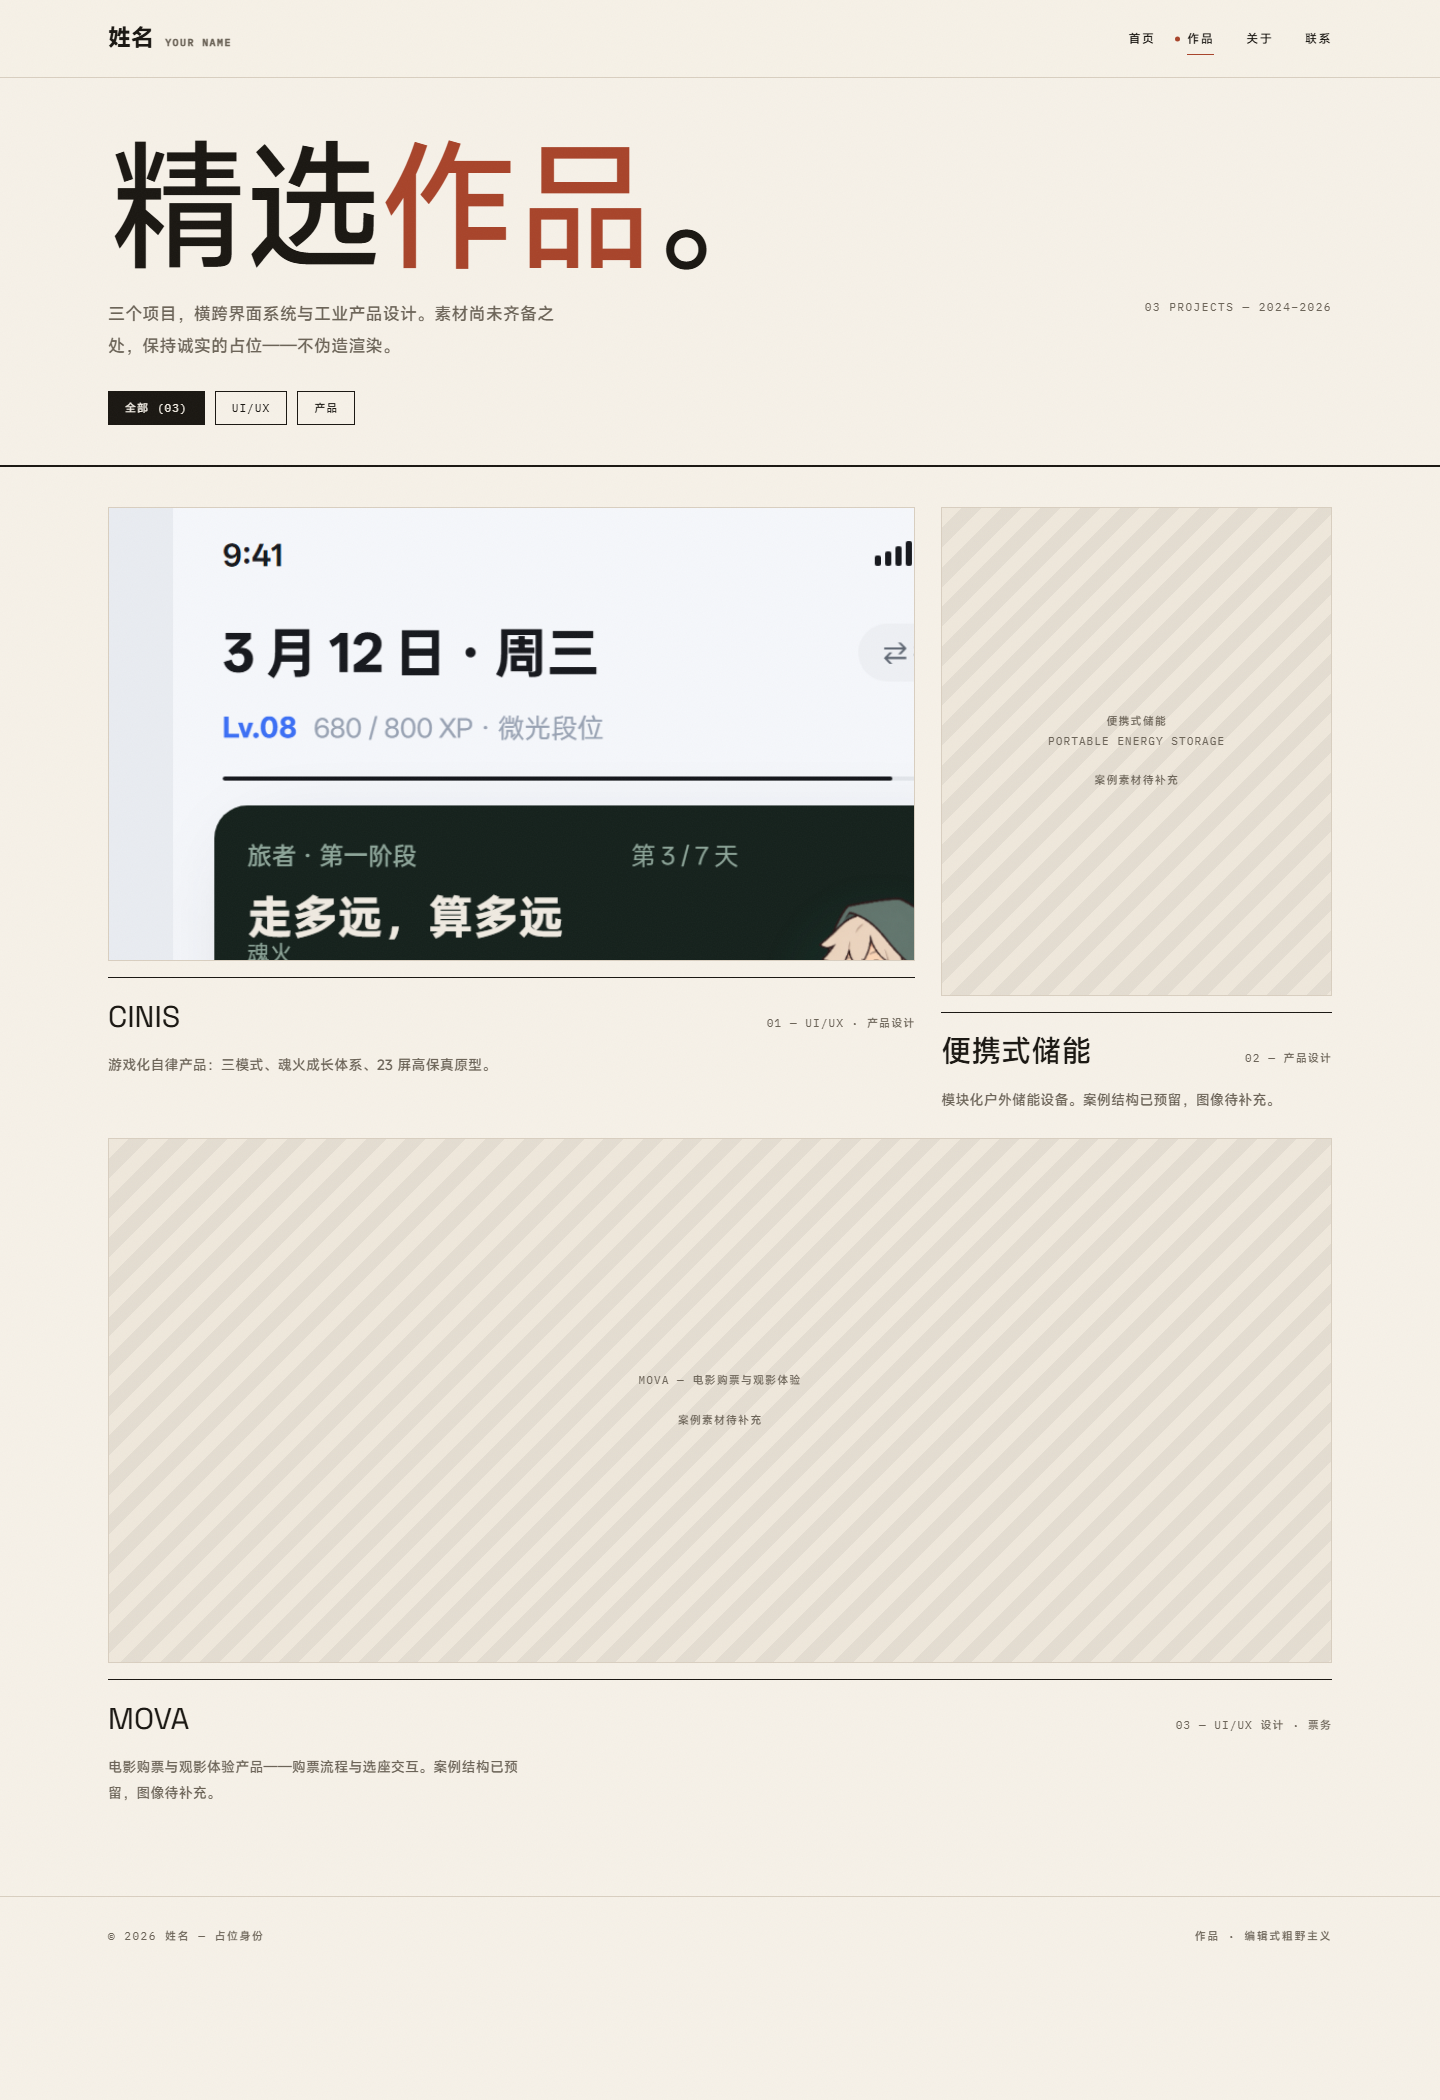 姓名 YOUR NAME
首页 作品 关于 联系
精选作品。
三个项目，横跨界面系统与工业产品设计。素材尚未齐备之
处，保持诚实的占位——不伪造渲染。
03 PROJECTS — 2024–2026
全部 (03) UI/UX 产品
9:41
3 月 12 日 · 周三
Lv.08 680 / 800 XP · 微光段位
旅者 · 第一阶段 第 3 / 7 天
走多远，算多远
魂火
CINIS
01 — UI/UX · 产品设计
游戏化自律产品：三模式、魂火成长体系、23 屏高保真原型。
便携式储能
PORTABLE ENERGY STORAGE
案例素材待补充
便携式储能
02 — 产品设计
模块化户外储能设备。案例结构已预留，图像待补充。
MOVA — 电影购票与观影体验
案例素材待补充
MOVA
03 — UI/UX 设计 · 票务
电影购票与观影体验产品——购票流程与选座交互。案例结构已预
留，图像待补充。
© 2026 姓名 — 占位身份
作品 · 编辑式粗野主义